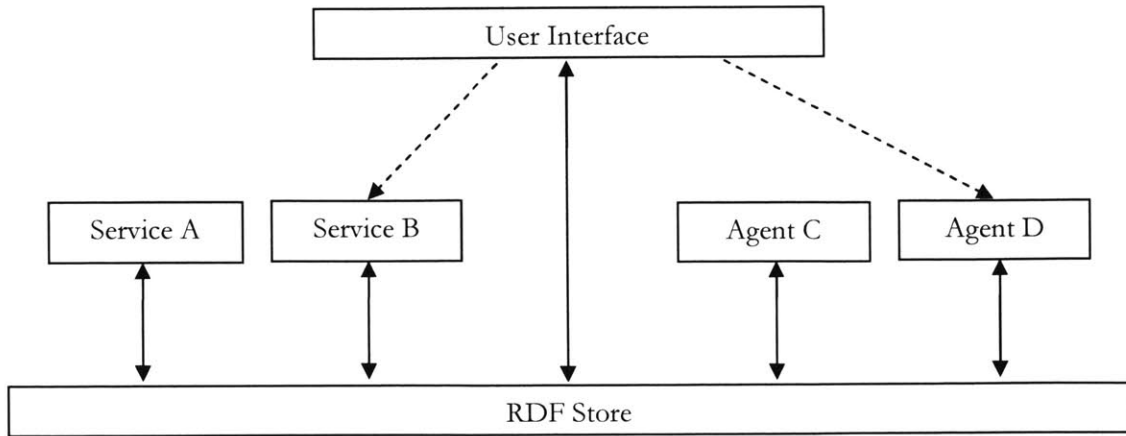 User Interface
Service A
Service B
Agent C
Agent D
RDF Store